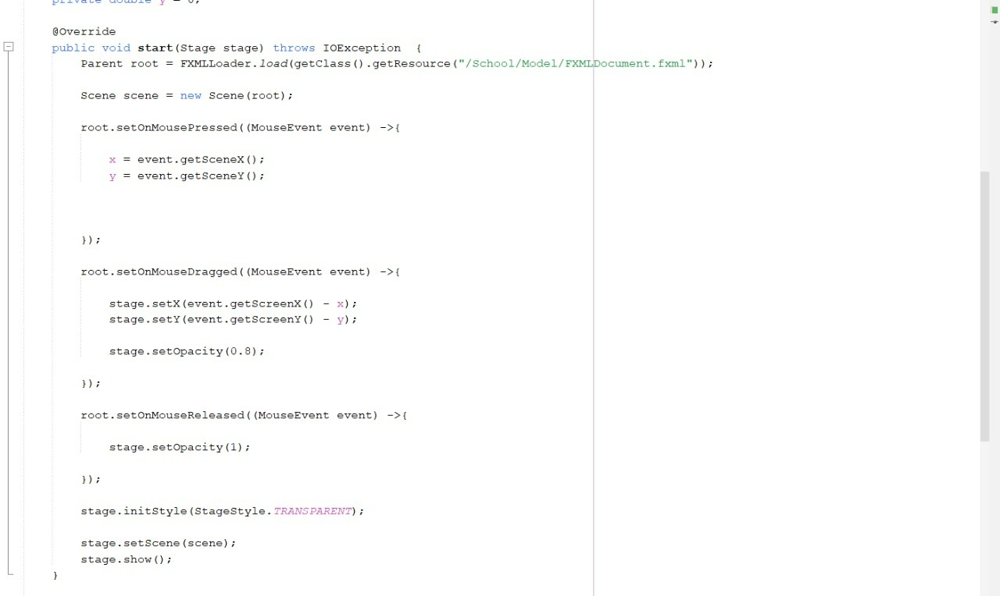 private double y = 0;
@Override
public void start(Stage stage) throws IOException  {
Parent root = FXMLLoader.load(getClass().getResource("/School/Model/FXMLDocument.fxml"));
Scene scene = new Scene(root);
root.setOnMousePressed((MouseEvent event) ->{
x = event.getSceneX();
y = event.getSceneY();
});
root.setOnMouseDragged((MouseEvent event) ->{
stage.setX(event.getScreenX() - x);
stage.setY(event.getScreenY() - y);
stage.setOpacity(0.8);
});
root.setOnMouseReleased((MouseEvent event) ->{
stage.setOpacity(1);
});
stage.initStyle(StageStyle.TRANSPARENT);
stage.setScene(scene);
stage.show();
}